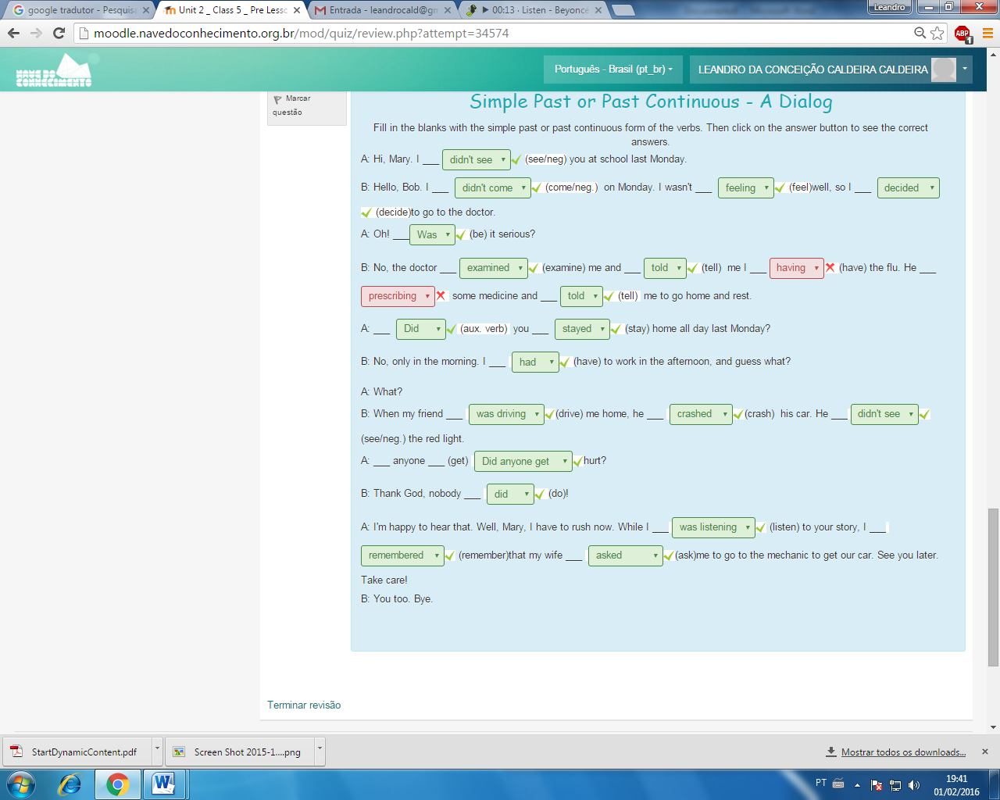 google tradutor - Pesquisa
Unit 2 _ Class 5 _ Pre Lesso
Entrada - leandrocald@gm
00:13 · Listen - Beyoncé
Leandro
moodle.navedoconhecimento.org.br/mod/quiz/review.php?attempt=34574
ABP
1
NAVE DO
CONHECIMENTO
Português - Brasil (pt_br)
LEANDRO DA CONCEIÇÃO CALDEIRA CALDEIRA
Marcar
questão
Simple Past or Past Continuous - A Dialog
Fill in the blanks with the simple past or past continuous form of the verbs. Then click on the answer button to see the correct
answers.
A: Hi, Mary. I ___ didn't see (see/neg) you at school last Monday.
B: Hello, Bob. I ___ didn't come (come/neg.) on Monday. I wasn't ___ feeling (feel)well, so I ___ decided
(decide)to go to the doctor.
A: Oh! ___ Was (be) it serious?
B: No, the doctor ___ examined (examine) me and ___ told (tell) me I ___ having (have) the flu. He ___
prescribing some medicine and ___ told (tell) me to go home and rest.
A: ___ Did (aux. verb) you ___ stayed (stay) home all day last Monday?
B: No, only in the morning. I ___ had (have) to work in the afternoon, and guess what?
A: What?
B: When my friend ___ was driving (drive) me home, he ___ crashed (crash) his car. He ___ didn't see
(see/neg.) the red light.
A: ___ anyone ___ (get) Did anyone get hurt?
B: Thank God, nobody ___ did (do)!
A: I'm happy to hear that. Well, Mary, I have to rush now. While I ___ was listening (listen) to your story, I ___
remembered (remember)that my wife ___ asked (ask)me to go to the mechanic to get our car. See you later.
Take care!
B: You too. Bye.
Terminar revisão
StartDynamicContent.pdf
Screen Shot 2015-1....png
Mostrar todos os downloads...
PT
19:41
01/02/2016